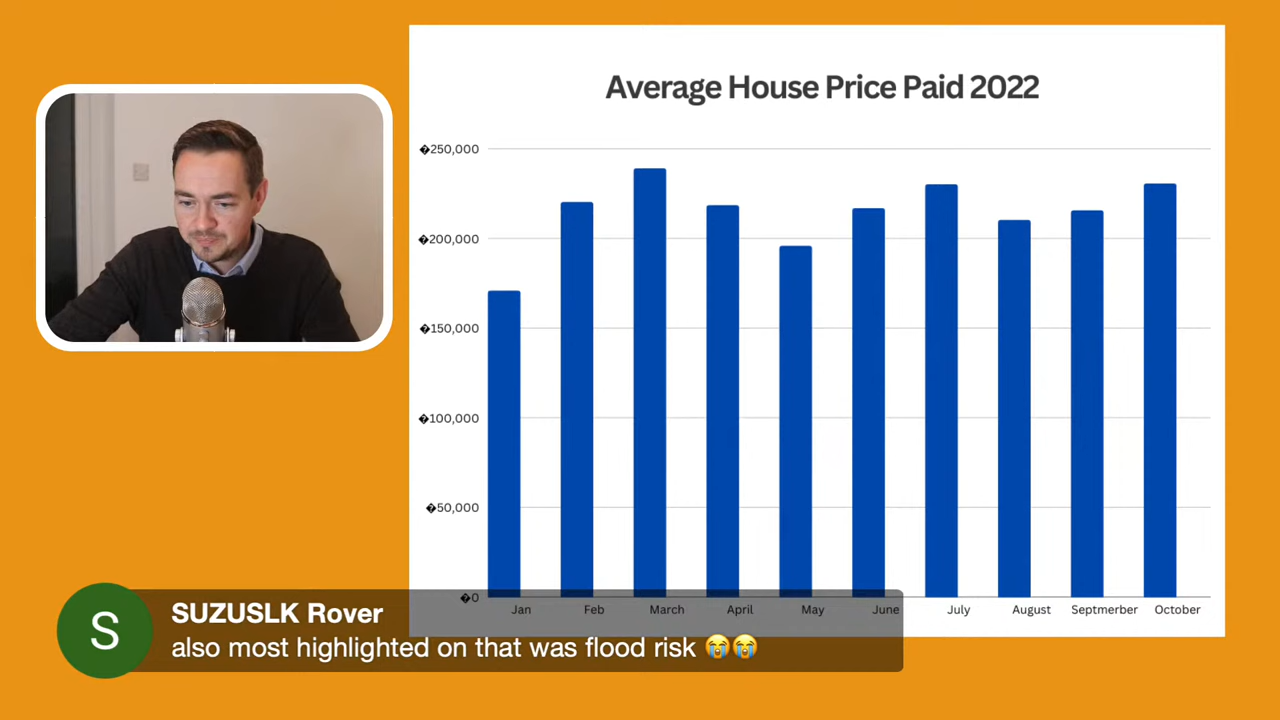 Average House Price Paid 2022
�250,000
�200,000
�150,000
�100,000
�50,000
�0
Jan Feb March April May June July August Septmerber October
S
SUZUSLK Rover
also most highlighted on that was flood risk 😭😭